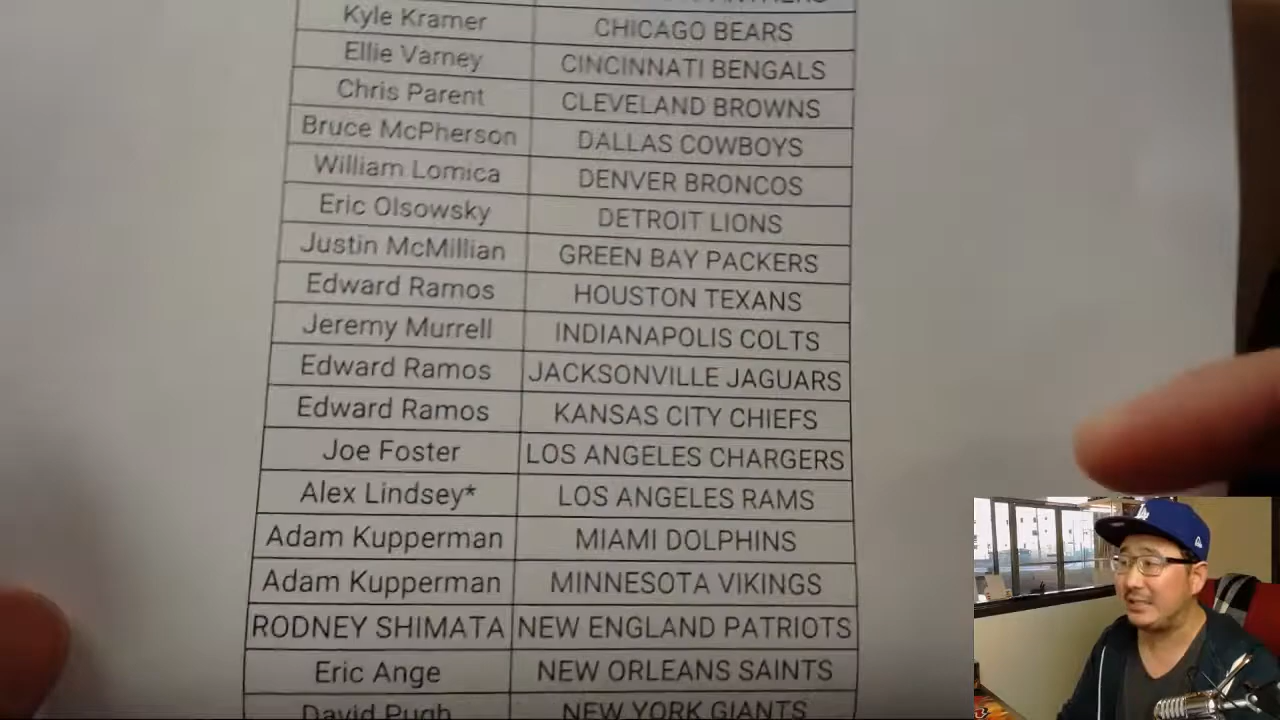 Kyle Kramer CHICAGO BEARS
Ellie Varney CINCINNATI BENGALS
Chris Parent CLEVELAND BROWNS
Bruce McPherson DALLAS COWBOYS
William Lomica DENVER BRONCOS
Eric Olsowsky DETROIT LIONS
Justin McMillian GREEN BAY PACKERS
Edward Ramos HOUSTON TEXANS
Jeremy Murrell INDIANAPOLIS COLTS
Edward Ramos JACKSONVILLE JAGUARS
Edward Ramos KANSAS CITY CHIEFS
Joe Foster LOS ANGELES CHARGERS
Alex Lindsey* LOS ANGELES RAMS
Adam Kupperman MIAMI DOLPHINS
Adam Kupperman MINNESOTA VIKINGS
RODNEY SHIMATA NEW ENGLAND PATRIOTS
Eric Ange NEW ORLEANS SAINTS
David Pugh NEW YORK GIANTS